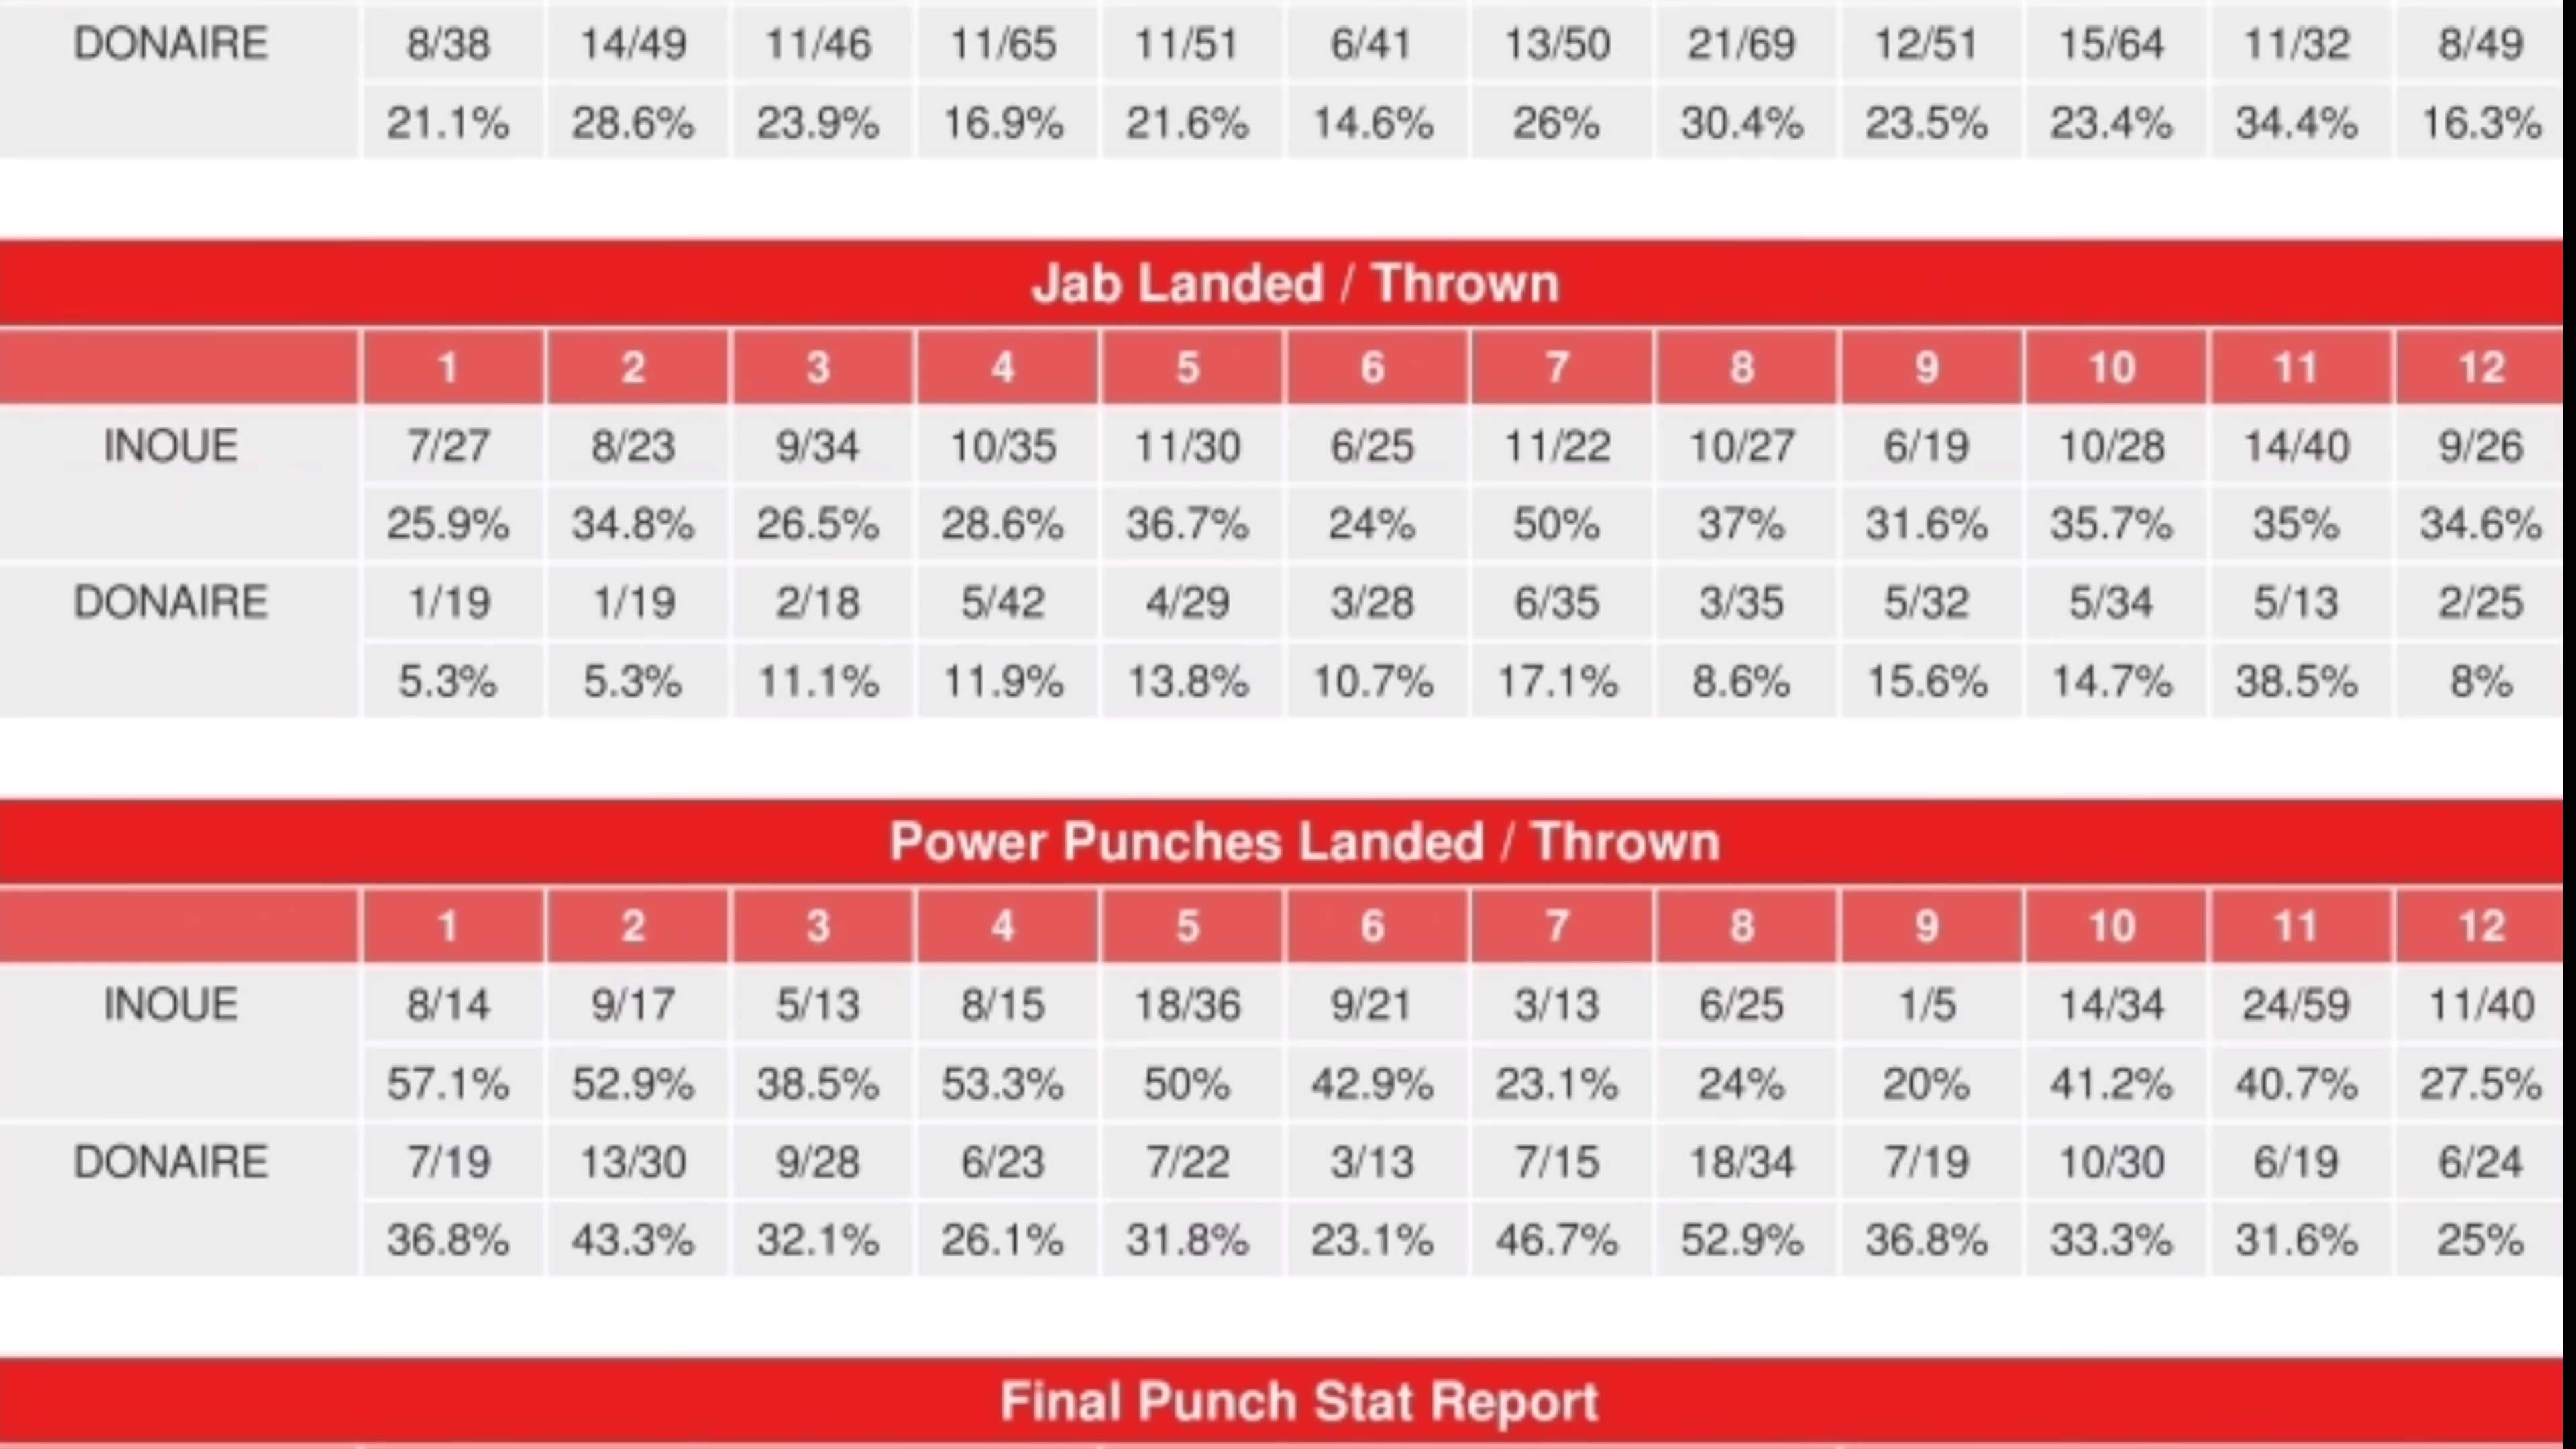 DONAIRE 8/38 14/49 11/46 11/65 11/51 6/41 13/50 21/69 12/51 15/64 11/32 8/49
21.1% 28.6% 23.9% 16.9% 21.6% 14.6% 26% 30.4% 23.5% 23.4% 34.4% 16.3%
Jab Landed / Thrown
1 2 3 4 5 6 7 8 9 10 11 12
INOUE 7/27 8/23 9/34 10/35 11/30 6/25 11/22 10/27 6/19 10/28 14/40 9/26
25.9% 34.8% 26.5% 28.6% 36.7% 24% 50% 37% 31.6% 35.7% 35% 34.6%
DONAIRE 1/19 1/19 2/18 5/42 4/29 3/28 6/35 3/35 5/32 5/34 5/13 2/25
5.3% 5.3% 11.1% 11.9% 13.8% 10.7% 17.1% 8.6% 15.6% 14.7% 38.5% 8%
Power Punches Landed / Thrown
1 2 3 4 5 6 7 8 9 10 11 12
INOUE 8/14 9/17 5/13 8/15 18/36 9/21 3/13 6/25 1/5 14/34 24/59 11/40
57.1% 52.9% 38.5% 53.3% 50% 42.9% 23.1% 24% 20% 41.2% 40.7% 27.5%
DONAIRE 7/19 13/30 9/28 6/23 7/22 3/13 7/15 18/34 7/19 10/30 6/19 6/24
36.8% 43.3% 32.1% 26.1% 31.8% 23.1% 46.7% 52.9% 36.8% 33.3% 31.6% 25%
Final Punch Stat Report